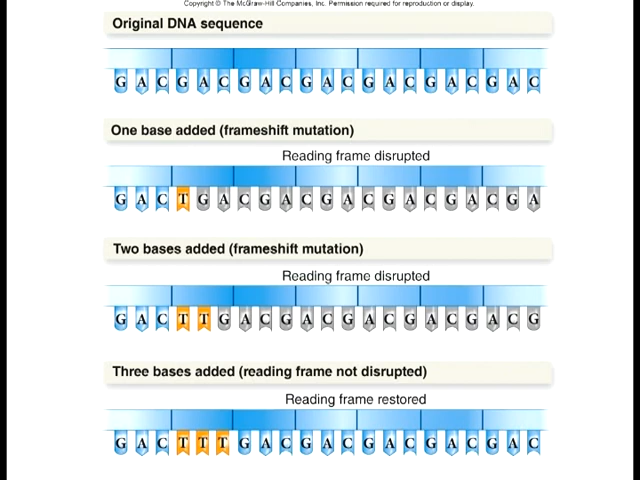 Copyright © The McGraw-Hill Companies, Inc. Permission required for reproduction or display.
Original DNA sequence
G A C G A C G A C G A C G A C G A C G A C
One base added (frameshift mutation)
Reading frame disrupted
G A C T G A C G A C G A C G A C G A C G A
Two bases added (frameshift mutation)
Reading frame disrupted
G A C T T G A C G A C G A C G A C G A C G
Three bases added (reading frame not disrupted)
Reading frame restored
G A C T T T G A C G A C G A C G A C G A C